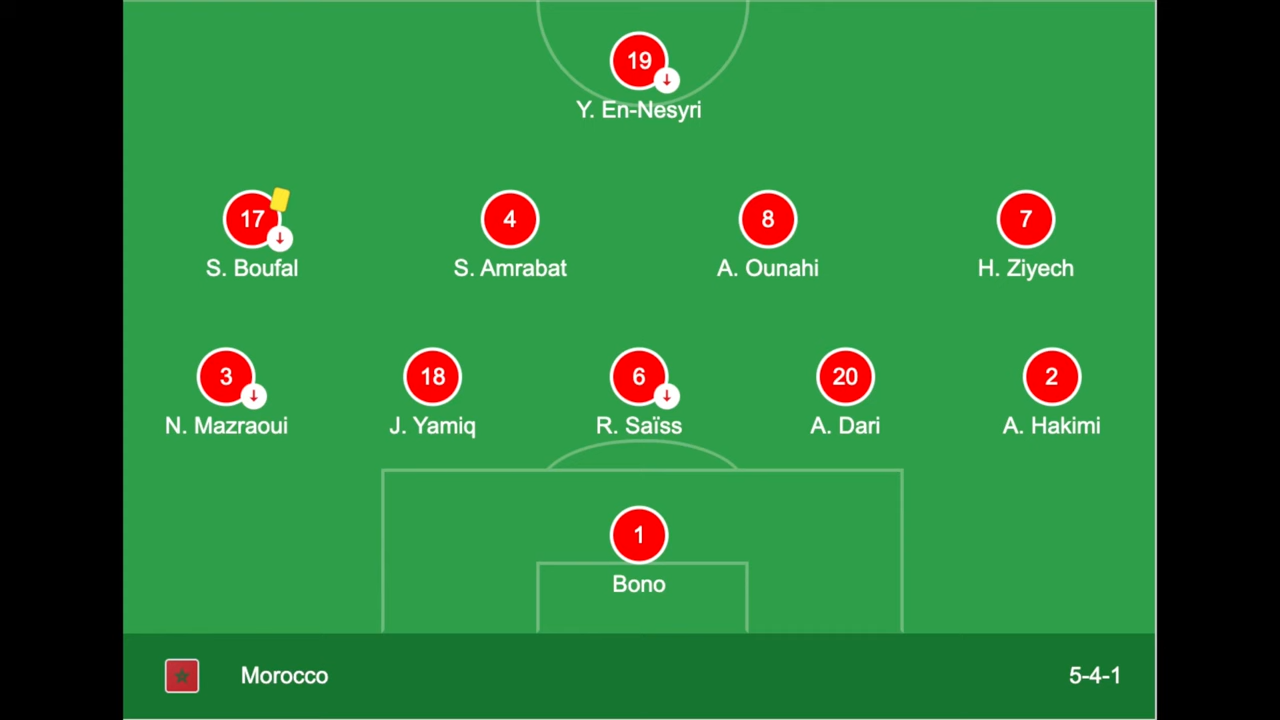 19
Y. En-Nesyri
17 4 8 7
S. Boufal S. Amrabat A. Ounahi H. Ziyech
3 18 6 20 2
N. Mazraoui J. Yamiq R. Saïss A. Dari A. Hakimi
1
Bono
Morocco 5-4-1